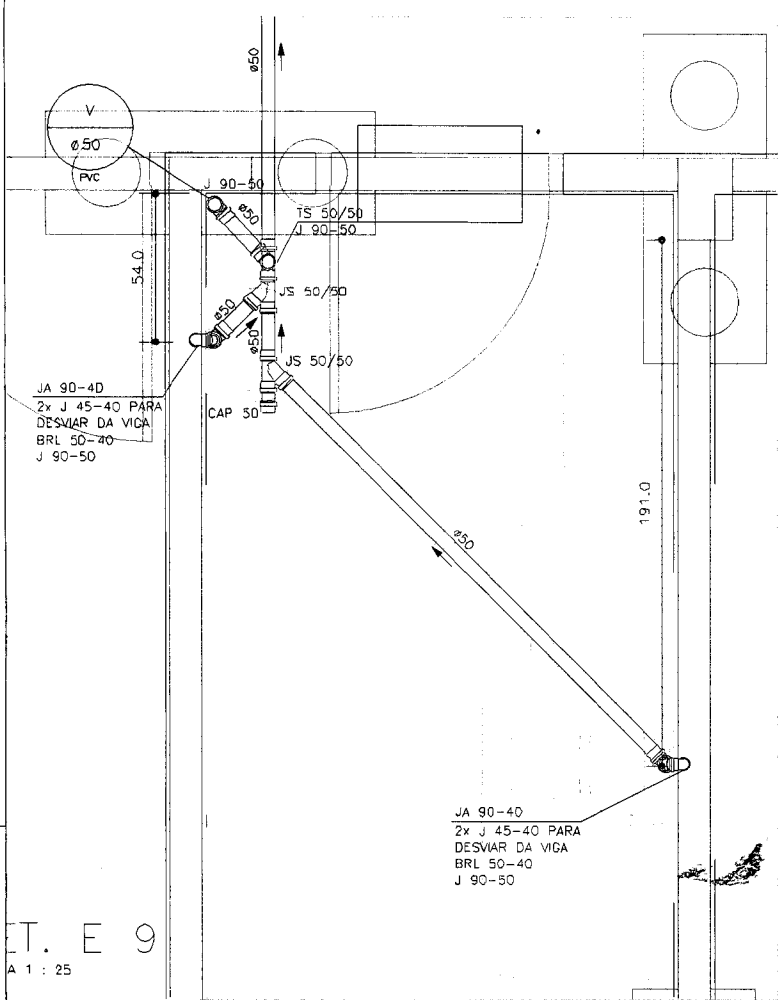 ø50
V
ø50
PVC
J 90-50
ø50
TS 50/50
J 90-50
54.0
JS 50/50
ø50
ø50
JS 50/50
JA 90-40
2x J 45-40 PARA
DESVIAR DA VIGA
BRL 50-40
J 90-50
CAP 50
191.0
ø50
JA 90-40
2x J 45-40 PARA
DESVIAR DA VIGA
BRL 50-40
J 90-50
ET. E 9
A 1 : 25